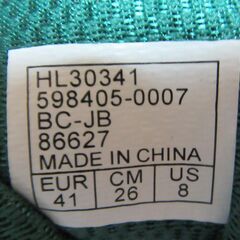 HL30341
598405-0007
BC-JB
86627
MADE IN CHINA
EUR CM US
41 26 8